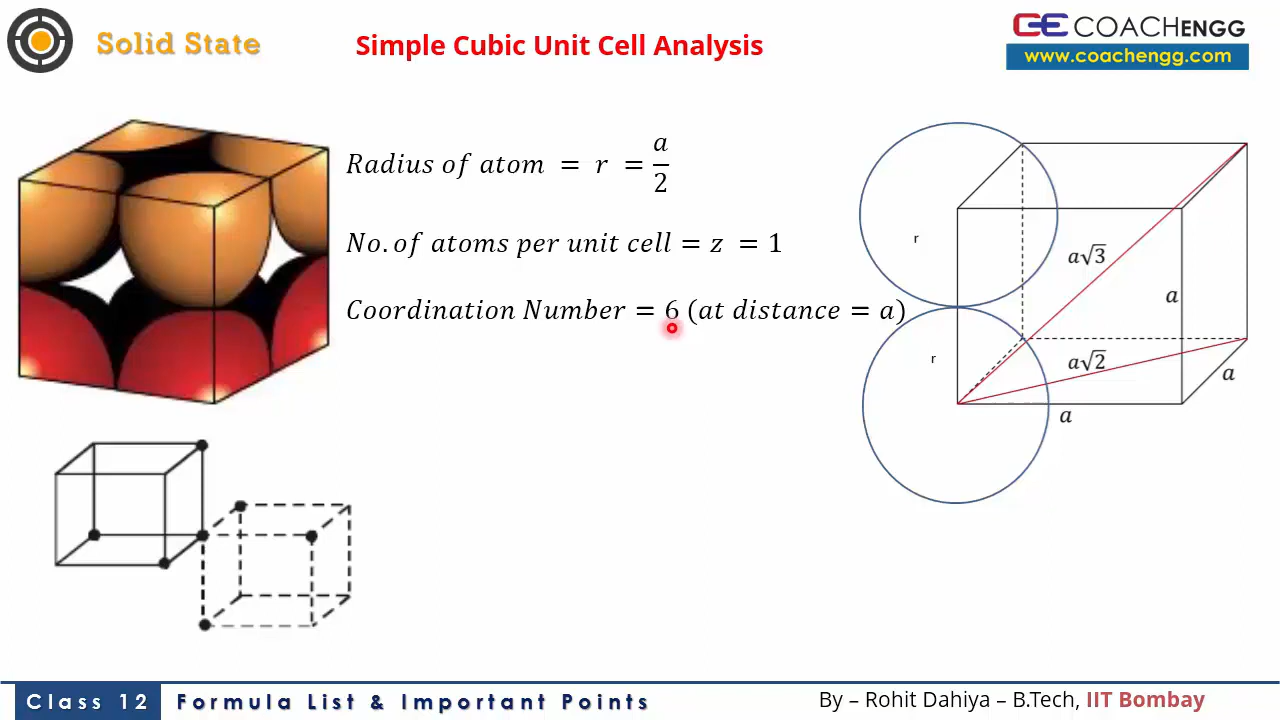 Solid State
Simple Cubic Unit Cell Analysis
COACHENGG
www.coachengg.com
Radius of atom = r = a/2
No. of atoms per unit cell = z = 1
Coordination Number = 6 (at distance = a)
r
r
a√3
a
a√2
a
a
Class 12
Formula List & Important Points
By – Rohit Dahiya – B.Tech, IIT Bombay